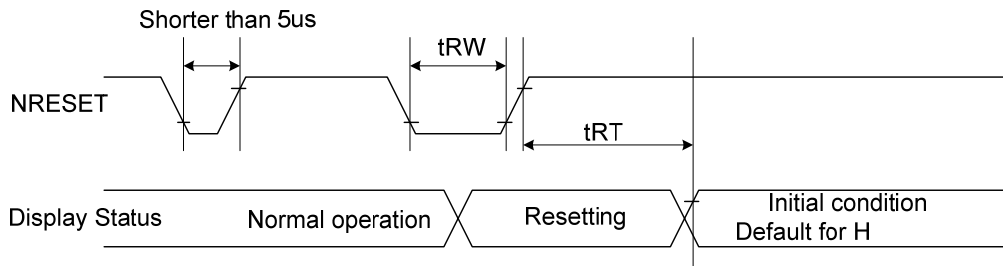 Shorter than 5us
tRW
NRESET
tRT
Display Status
Normal operation
Resetting
Initial condition
Default for H